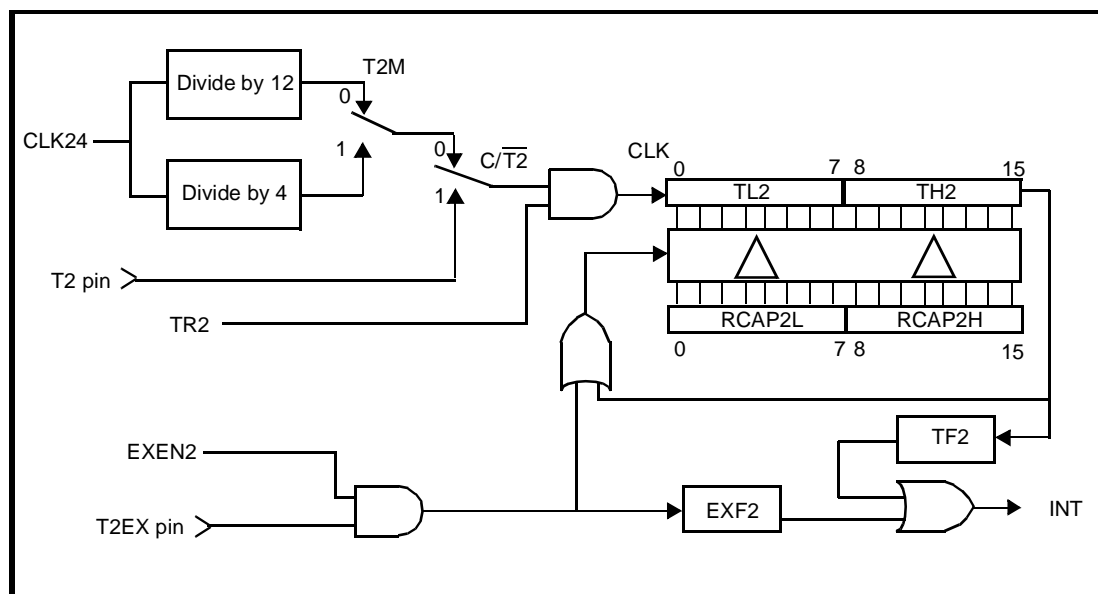 Divide by 12
T2M
0
CLK24
1
0
C/T2
CLK
0
7
8
15
Divide by 4
1
TL2
TH2
T2 pin
TR2
RCAP2L
RCAP2H
0
7
8
15
TF2
EXEN2
EXF2
INT
T2EX pin